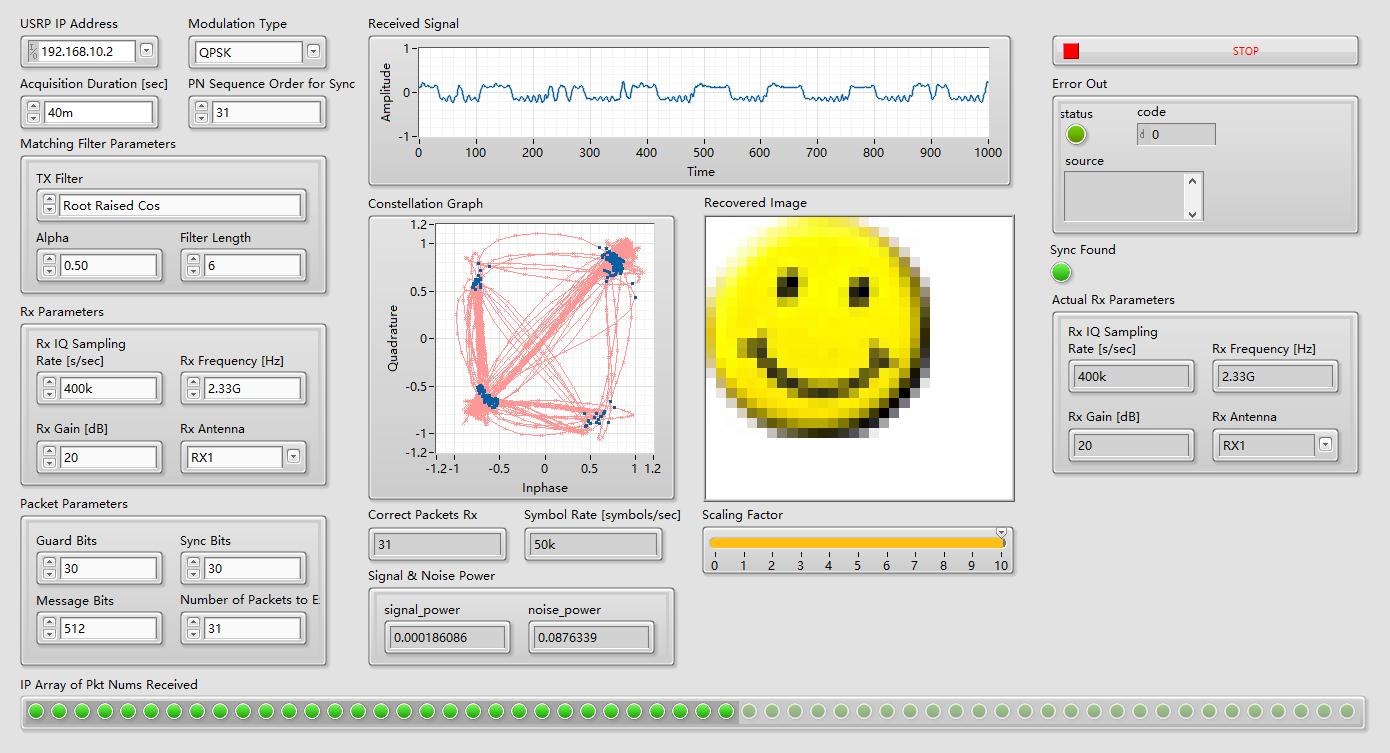 USRP IP Address
192.168.10.2
Modulation Type
QPSK
Acquisition Duration [sec]
40m
PN Sequence Order for Sync
31
Matching Filter Parameters
TX Filter
Root Raised Cos
Alpha
0.50
Filter Length
6
Rx Parameters
Rx IQ Sampling
Rate [s/sec]
400k
Rx Frequency [Hz]
2.33G
Rx Gain [dB]
20
Rx Antenna
RX1
Packet Parameters
Guard Bits
30
Sync Bits
30
Message Bits
512
Number of Packets to E
31
Received Signal
Amplitude
1
0
-1
0 100 200 300 400 500 600 700 800 900 1000
Time
Constellation Graph
Quadrature
1.2
1
0.5
0
-0.5
-1
-1.2
-1.2 -1 -0.5 0 0.5 1 1.2
Inphase
Recovered Image
Correct Packets Rx
31
Symbol Rate [symbols/sec]
50k
Scaling Factor
0 1 2 3 4 5 6 7 8 9 10
Signal & Noise Power
signal_power
0.000186086
noise_power
0.0876339
STOP
Error Out
status
code
d 0
source
Sync Found
Actual Rx Parameters
Rx IQ Sampling
Rate [s/sec]
400k
Rx Frequency [Hz]
2.33G
Rx Gain [dB]
20
Rx Antenna
RX1
IP Array of Pkt Nums Received